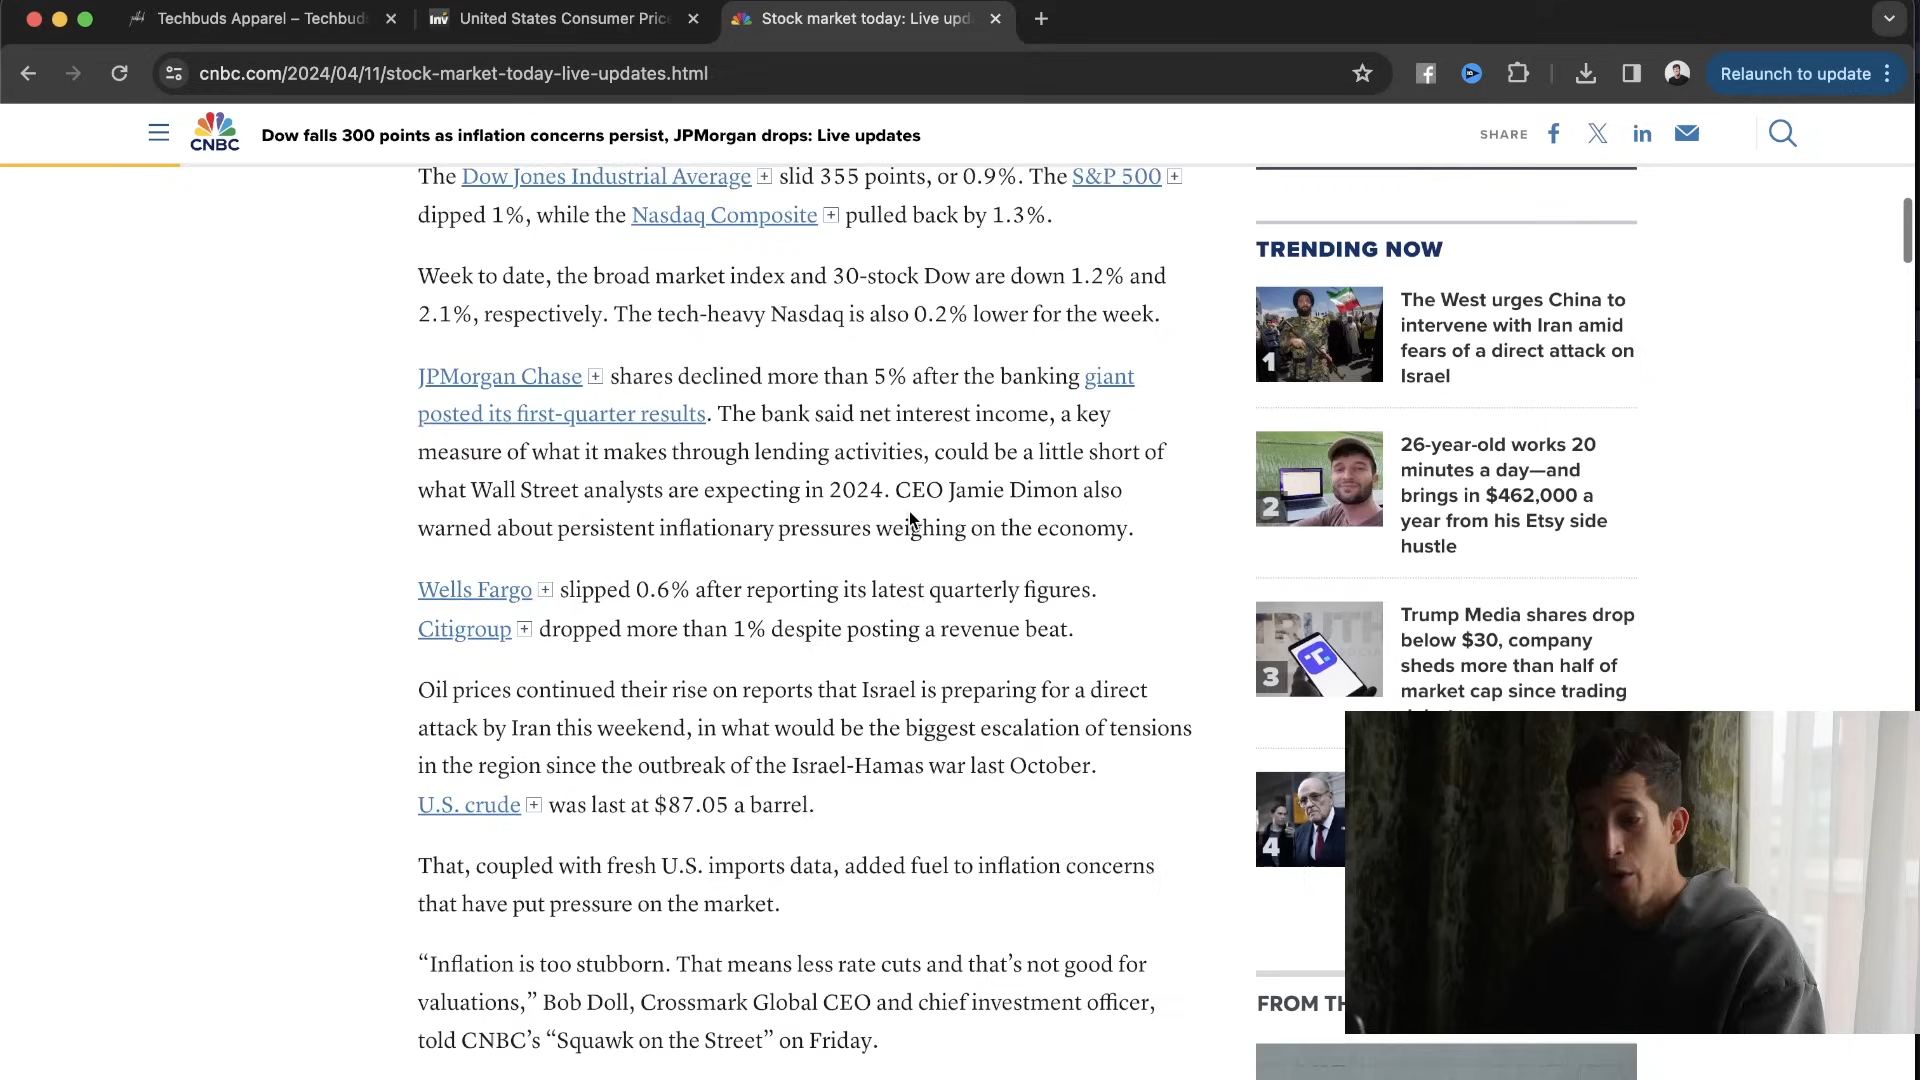 Techbuds Apparel – Techbuds
inv United States Consumer Pric
Stock market today: Live upd
cnbc.com/2024/04/11/stock-market-today-live-updates.html
Relaunch to update
CNBC
Dow falls 300 points as inflation concerns persist, JPMorgan drops: Live updates
SHARE
The Dow Jones Industrial Average slid 355 points, or 0.9%. The S&P 500
dipped 1%, while the Nasdaq Composite pulled back by 1.3%.
Week to date, the broad market index and 30-stock Dow are down 1.2% and
2.1%, respectively. The tech-heavy Nasdaq is also 0.2% lower for the week.
JPMorgan Chase shares declined more than 5% after the banking giant
posted its first-quarter results. The bank said net interest income, a key
measure of what it makes through lending activities, could be a little short of
what Wall Street analysts are expecting in 2024. CEO Jamie Dimon also
warned about persistent inflationary pressures weighing on the economy.
Wells Fargo slipped 0.6% after reporting its latest quarterly figures.
Citigroup dropped more than 1% despite posting a revenue beat.
Oil prices continued their rise on reports that Israel is preparing for a direct
attack by Iran this weekend, in what would be the biggest escalation of tensions
in the region since the outbreak of the Israel-Hamas war last October.
U.S. crude was last at $87.05 a barrel.
That, coupled with fresh U.S. imports data, added fuel to inflation concerns
that have put pressure on the market.
“Inflation is too stubborn. That means less rate cuts and that’s not good for
valuations,” Bob Doll, Crossmark Global CEO and chief investment officer,
told CNBC’s “Squawk on the Street” on Friday.
TRENDING NOW
1
The West urges China to
intervene with Iran amid
fears of a direct attack on
Israel
2
26-year-old works 20
minutes a day—and
brings in $462,000 a
year from his Etsy side
hustle
TRUTH
3
Trump Media shares drop
below $30, company
sheds more than half of
market cap since trading
4
FROM TH